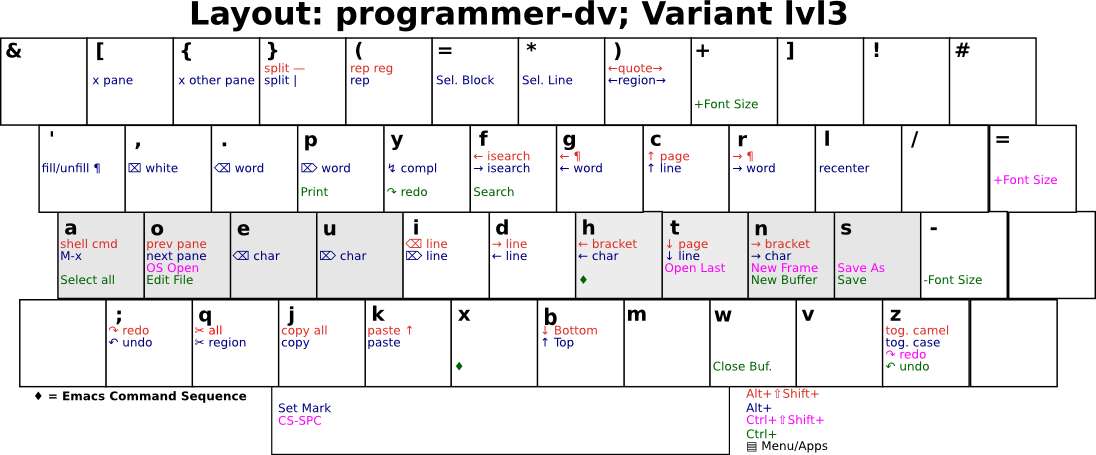 Layout: programmer-dv; Variant lvl3
&
[
x pane
{
x other pane
}
split —
split |
(
rep reg
rep
=
Sel. Block
*
Sel. Line
)
←quote→
←region→
+
+Font Size
]
!
#
'
fill/unfill ¶
,
⌧ white
.
⌫ word
p
⌦ word
Print
y
↯ compl
↷ redo
f
← isearch
→ isearch
Search
g
← ¶
← word
c
↑ page
↑ line
r
→ ¶
→ word
l
recenter
/
=
+Font Size
a
shell cmd
M-x
Select all
o
prev pane
next pane
OS Open
Edit File
e
⌫ char
u
⌦ char
i
⌫ line
⌦ line
d
→ line
← line
h
← bracket
← char
♦
t
↓ page
↓ line
Open Last
n
→ bracket
→ char
New Frame
New Buffer
s
Save As
Save
-
-Font Size
;
↷ redo
↶ undo
q
✂ all
✂ region
j
copy all
copy
k
paste ↑
paste
x
♦
b
↓ Bottom
↑ Top
m
w
Close Buf.
v
z
tog. camel
tog. case
↷ redo
↶ undo
♦ = Emacs Command Sequence
Set Mark
CS-SPC
Alt+⇧Shift+
Alt+
Ctrl+⇧Shift+
Ctrl+
▤ Menu/Apps